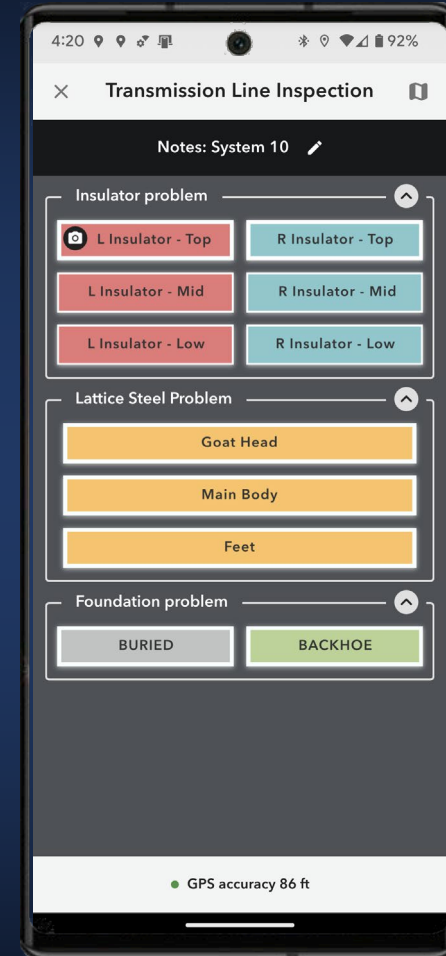 4:20 92%
Transmission Line Inspection
Notes: System 10
Insulator problem
L Insulator - Top R Insulator - Top
L Insulator - Mid R Insulator - Mid
L Insulator - Low R Insulator - Low
Lattice Steel Problem
Goat Head
Main Body
Feet
Foundation problem
BURIED BACKHOE
GPS accuracy 86 ft